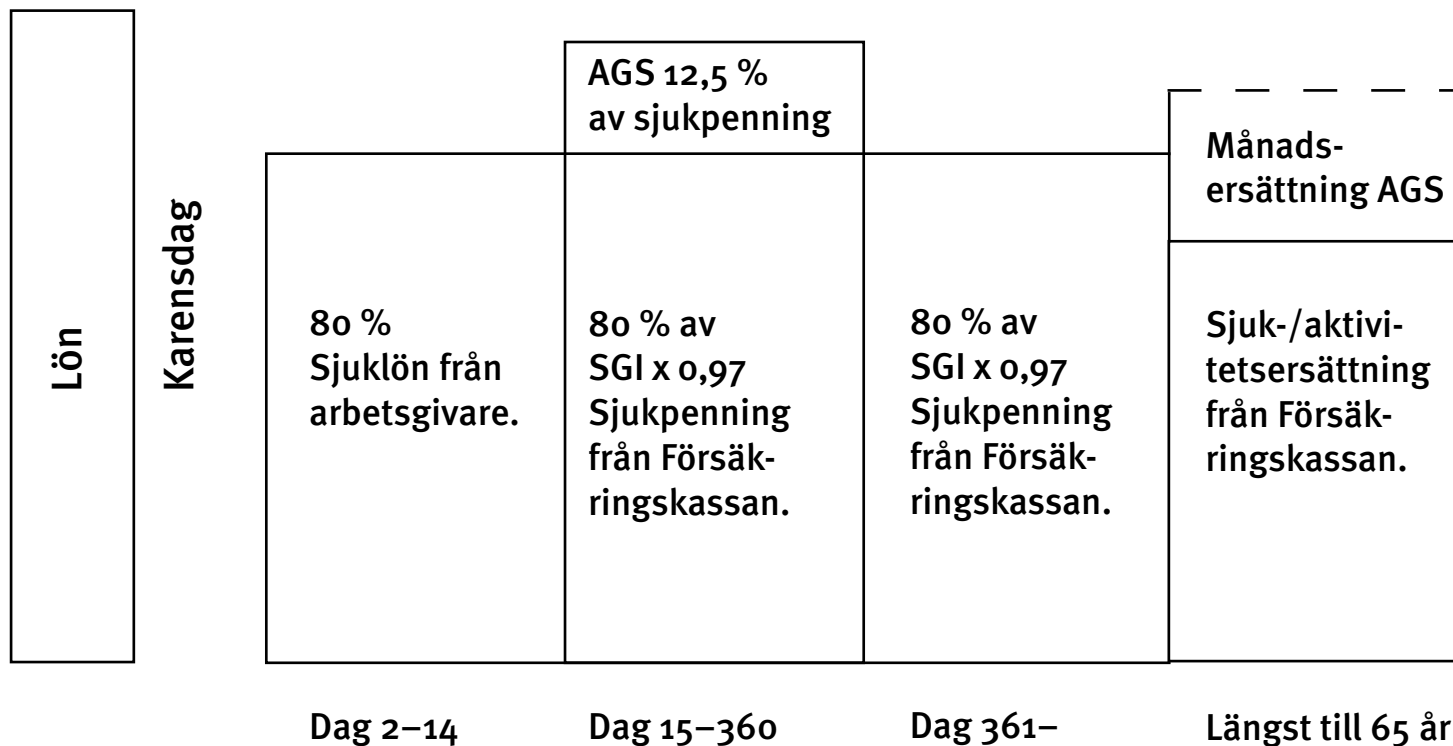 Lön
Karensdag
80 %
Sjuklön från
arbetsgivare.
Dag 2–14
AGS 12,5 %
av sjukpenning
80 % av
SGI x 0,97
Sjukpenning
från Försäk-
ringskassan.
Dag 15–360
80 % av
SGI x 0,97
Sjukpenning
från Försäk-
ringskassan.
Dag 361–
Månads-
ersättning AGS
Sjuk-/aktivi-
tetsersättning
från Försäk-
ringskassan.
Längst till 65 år